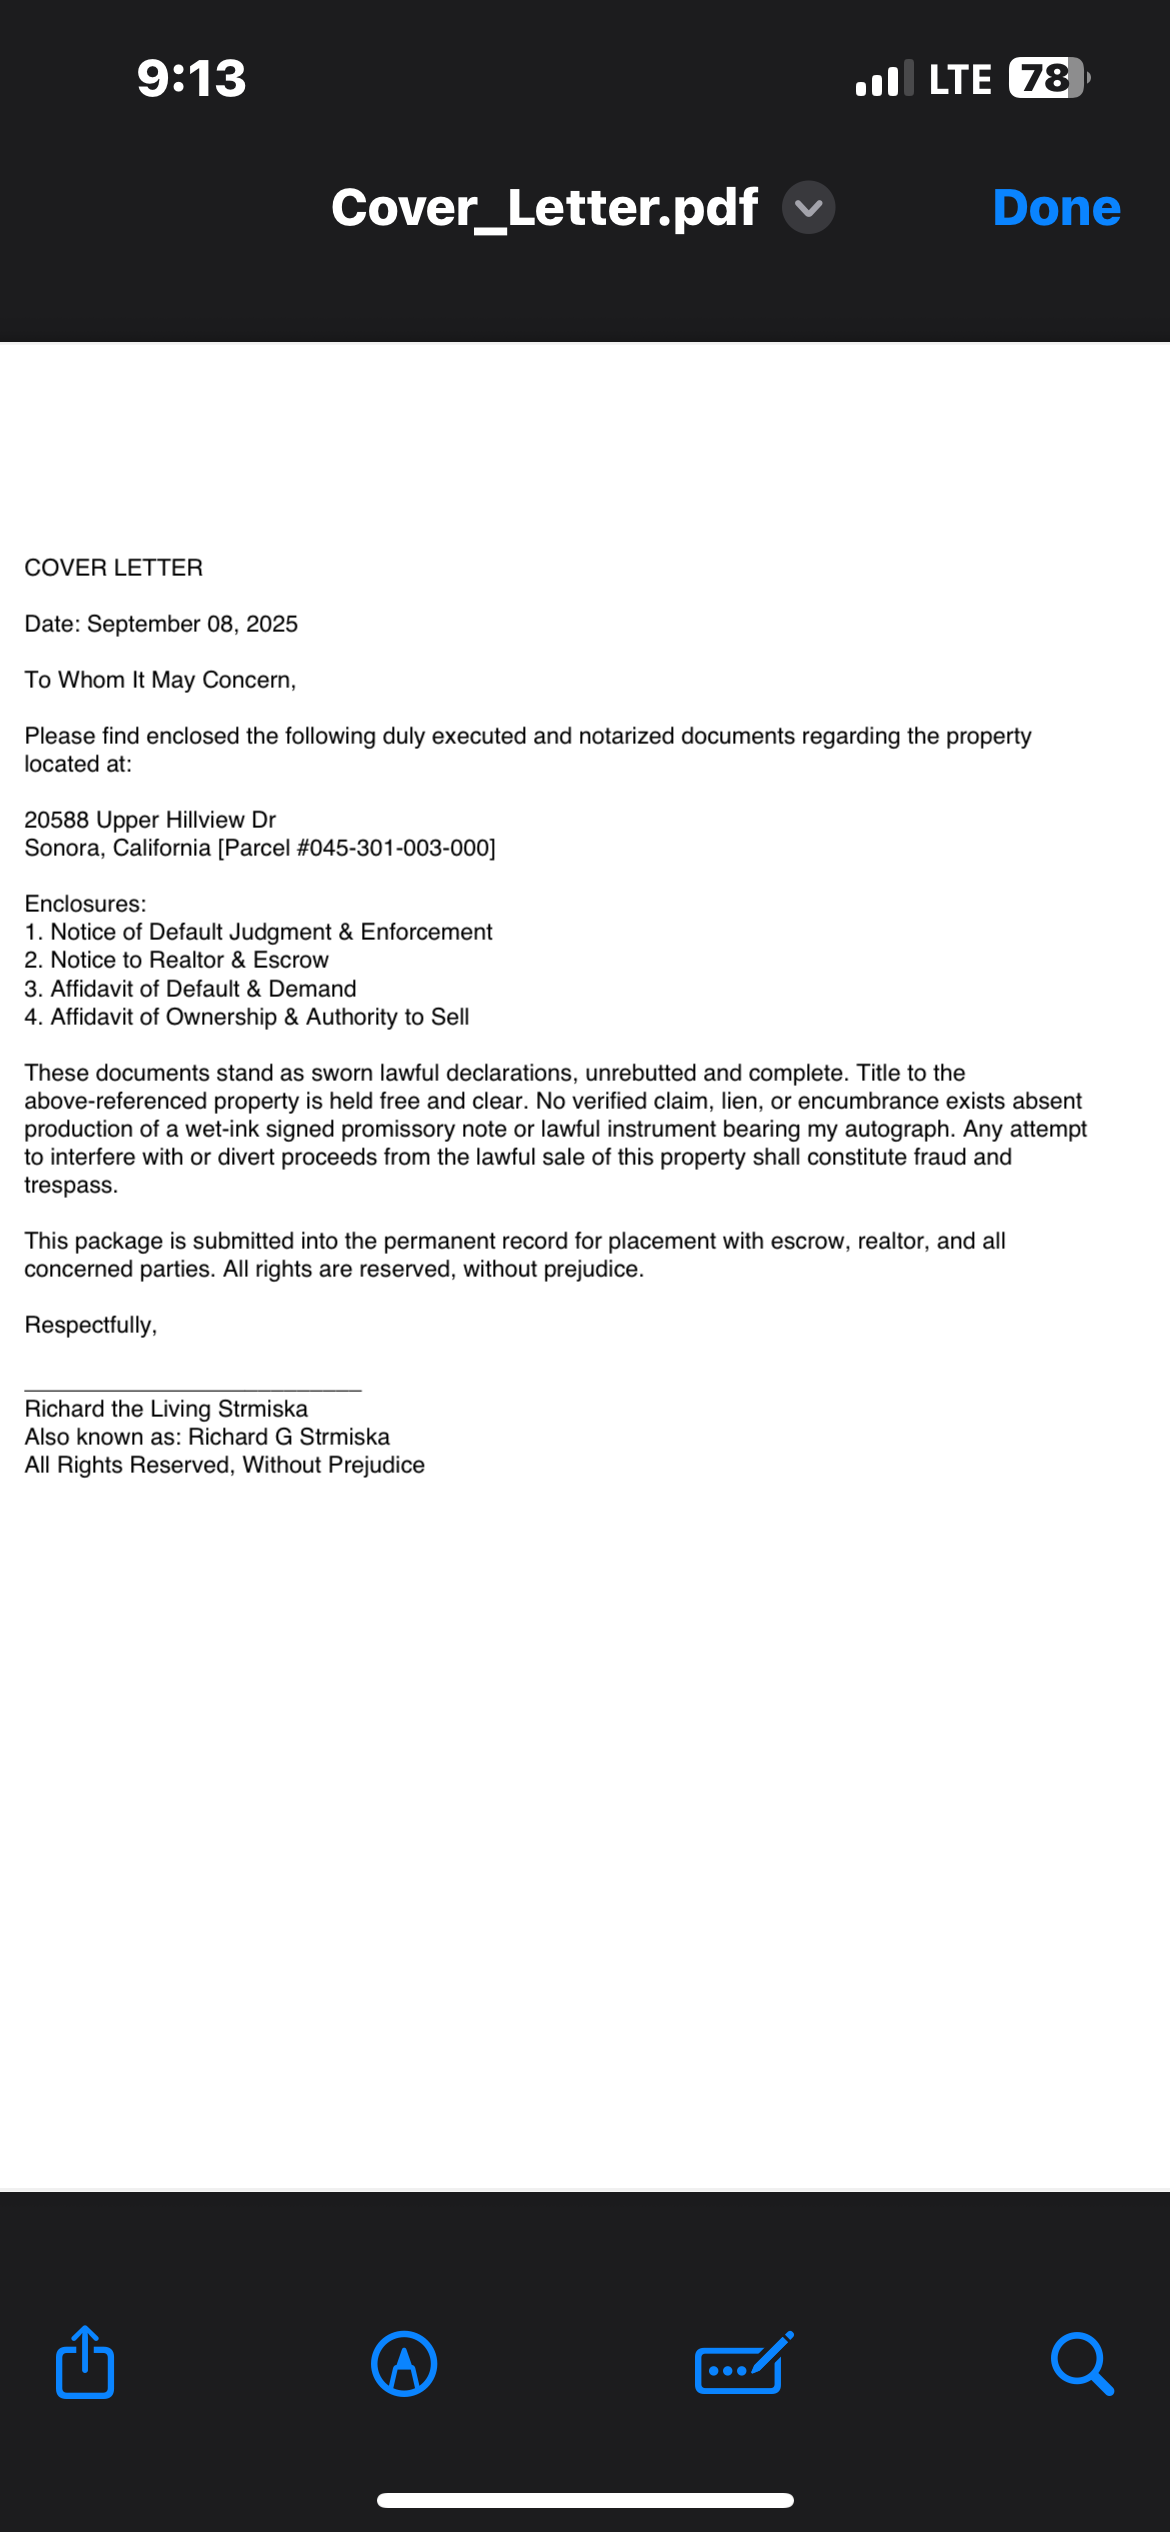 9:13
LTE 78
Cover_Letter.pdf
Done
COVER LETTER
Date: September 08, 2025
To Whom It May Concern,
Please find enclosed the following duly executed and notarized documents regarding the property
located at:
20588 Upper Hillview Dr
Sonora, California [Parcel #045-301-003-000]
Enclosures:
1. Notice of Default Judgment & Enforcement
2. Notice to Realtor & Escrow
3. Affidavit of Default & Demand
4. Affidavit of Ownership & Authority to Sell
These documents stand as sworn lawful declarations, unrebutted and complete. Title to the
above-referenced property is held free and clear. No verified claim, lien, or encumbrance exists absent
production of a wet-ink signed promissory note or lawful instrument bearing my autograph. Any attempt
to interfere with or divert proceeds from the lawful sale of this property shall constitute fraud and
trespass.
This package is submitted into the permanent record for placement with escrow, realtor, and all
concerned parties. All rights are reserved, without prejudice.
Respectfully,
Richard the Living Strmiska
Also known as: Richard G Strmiska
All Rights Reserved, Without Prejudice